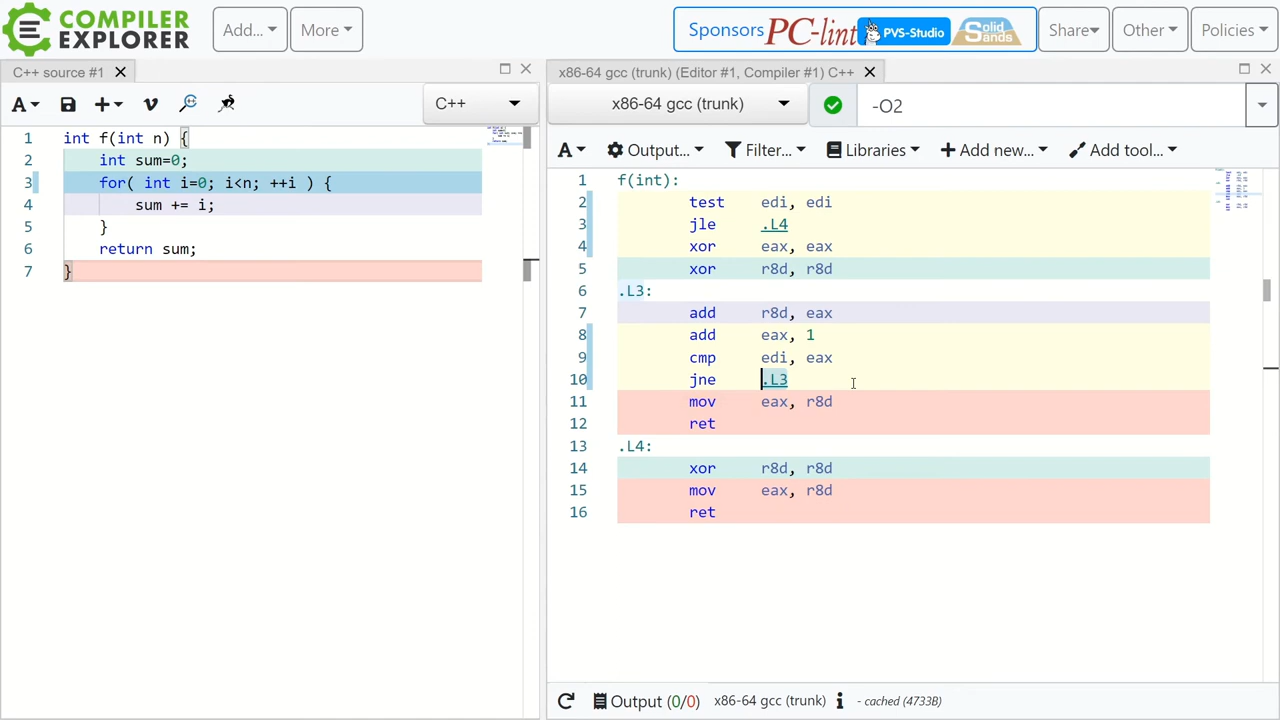 COMPILER EXPLORER Add... More Sponsors PC-lint PVS-Studio Solid Sands Share Other Policies
C++ source #1
x86-64 gcc (trunk) (Editor #1, Compiler #1) C++
A C++
x86-64 gcc (trunk) -O2
A Output... Filter... Libraries Add new... Add tool...
1 int f(int n) {
2 int sum=0;
3 for( int i=0; i<n; ++i ) {
4 sum += i;
5 }
6 return sum;
7 }
1 f(int):
2 test edi, edi
3 jle .L4
4 xor eax, eax
5 xor r8d, r8d
6 .L3:
7 add r8d, eax
8 add eax, 1
9 cmp edi, eax
10 jne .L3
11 mov eax, r8d
12 ret
13 .L4:
14 xor r8d, r8d
15 mov eax, r8d
16 ret
Output (0/0) x86-64 gcc (trunk) i - cached (4733B)